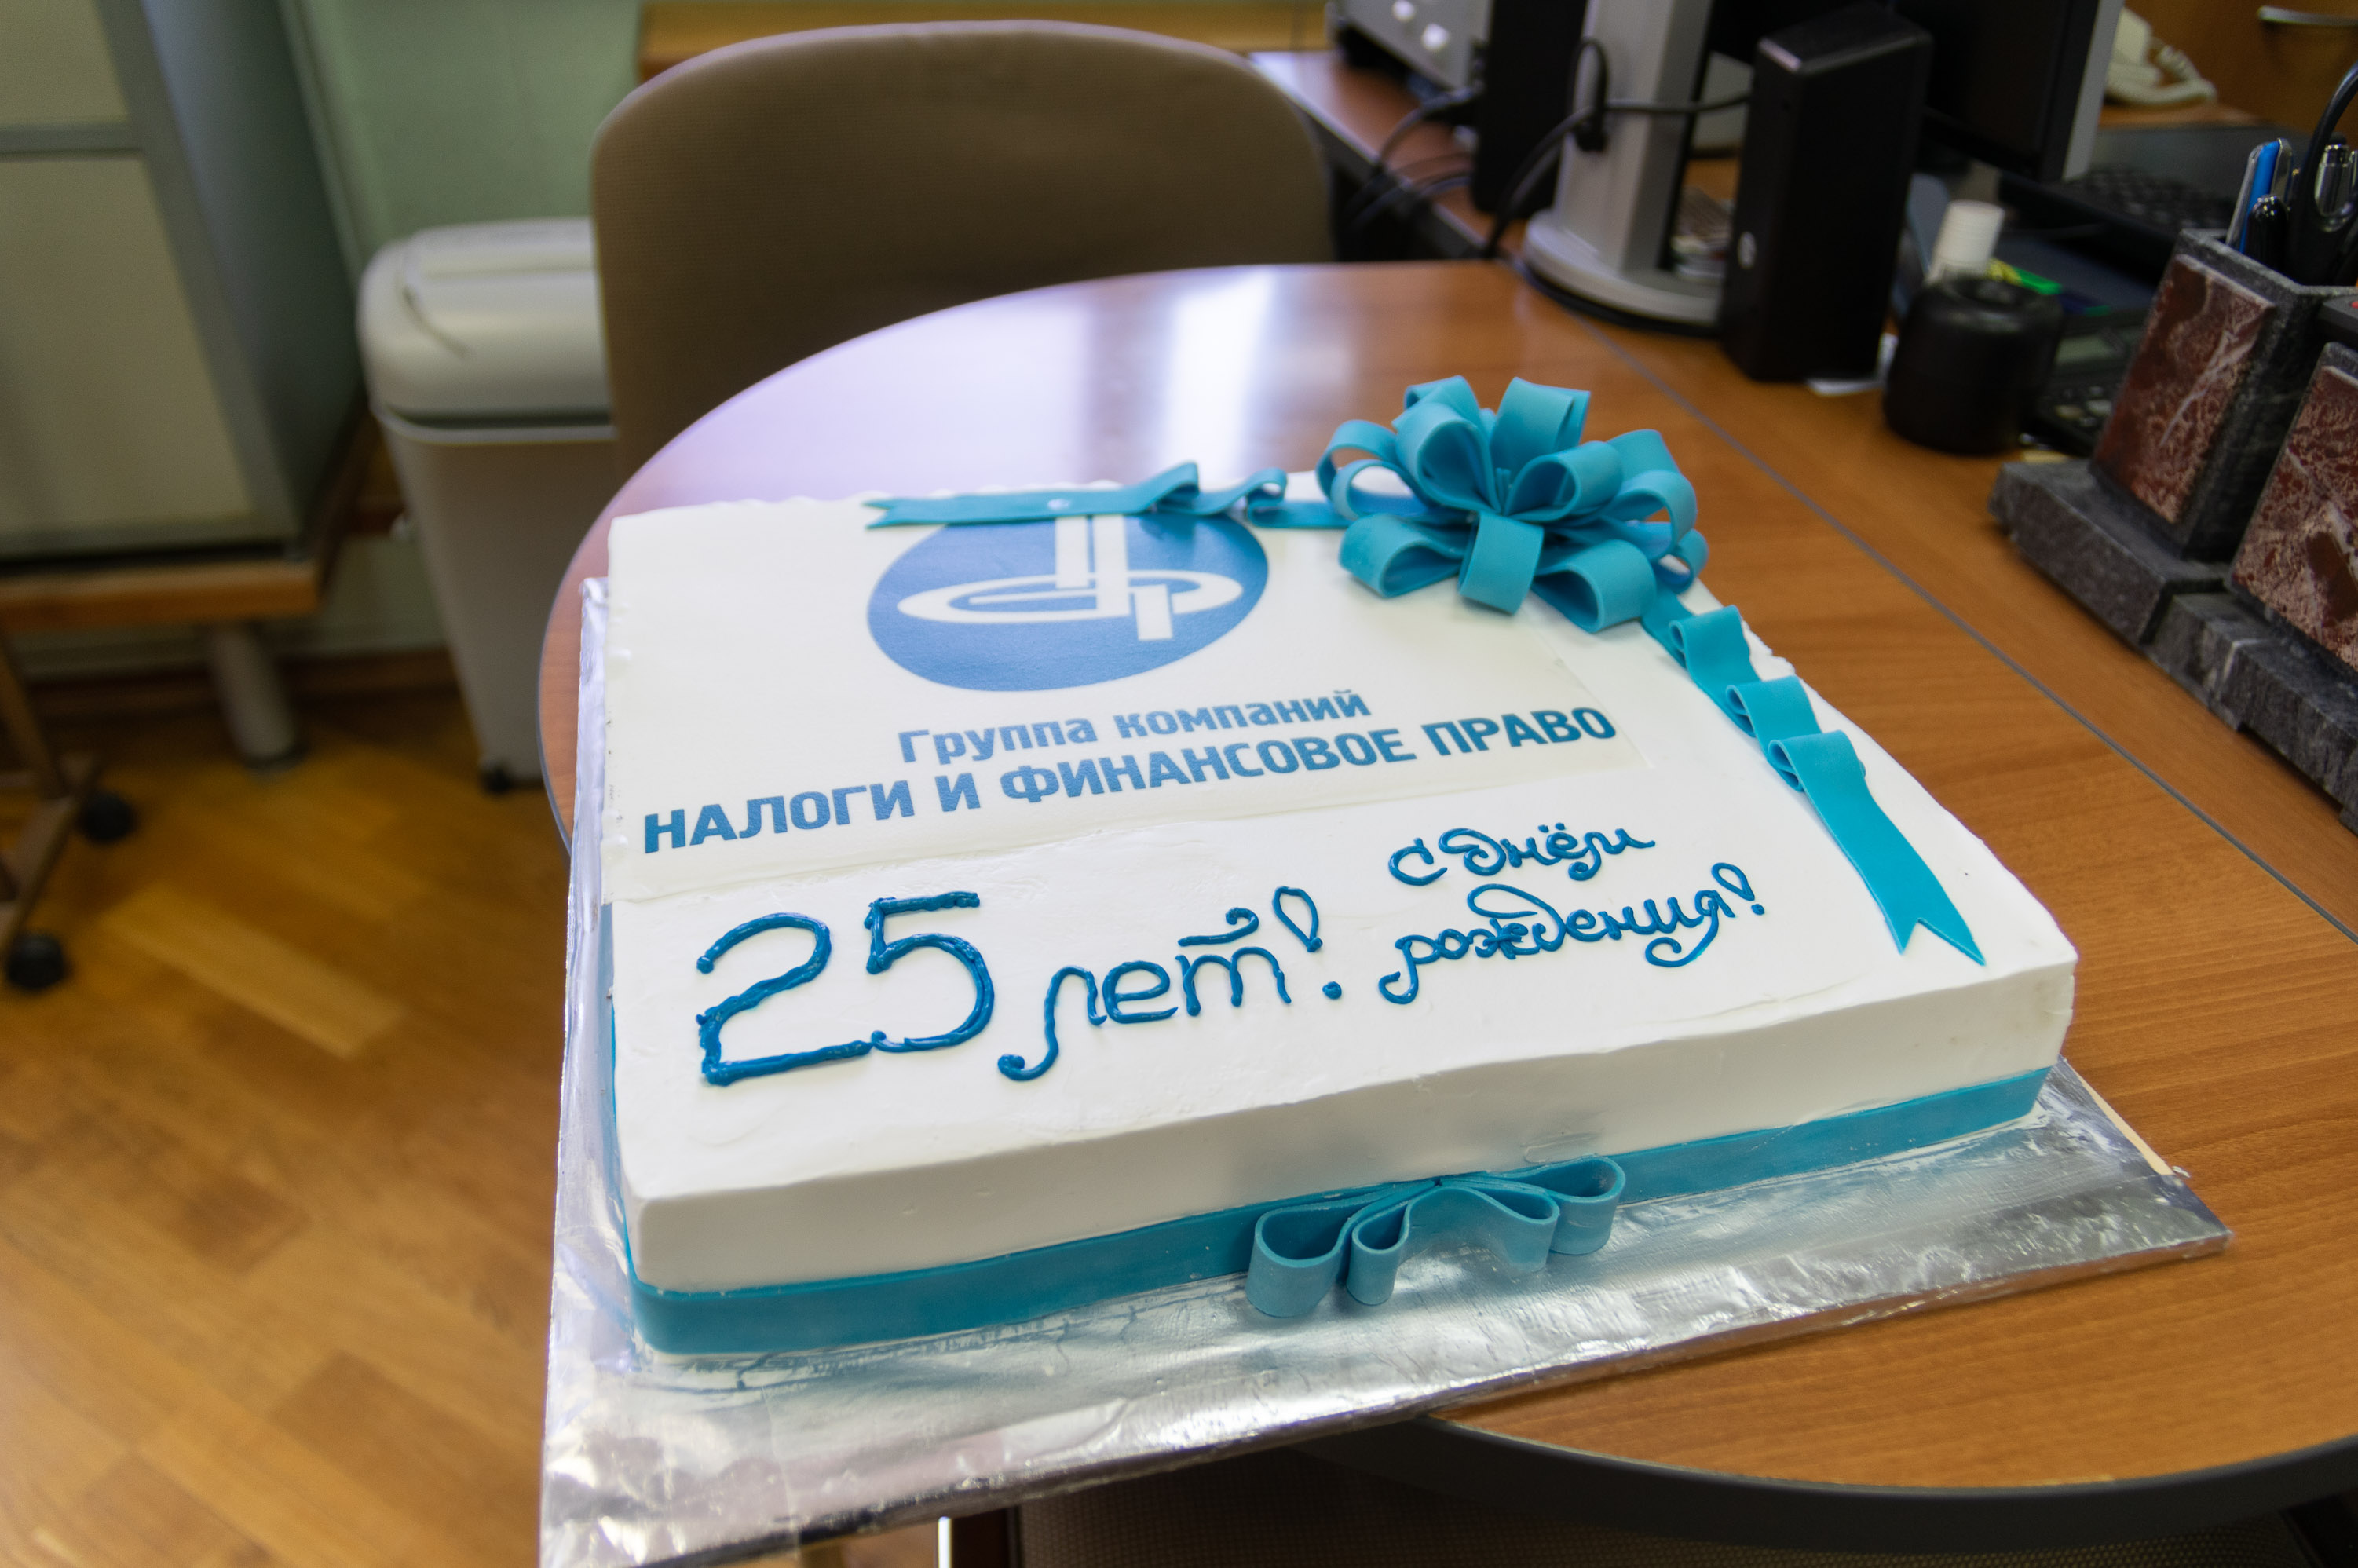 Группа компаний
НАЛОГИ И ФИНАНСОВОЕ ПРАВО
25 лет!
с днём
рождения!